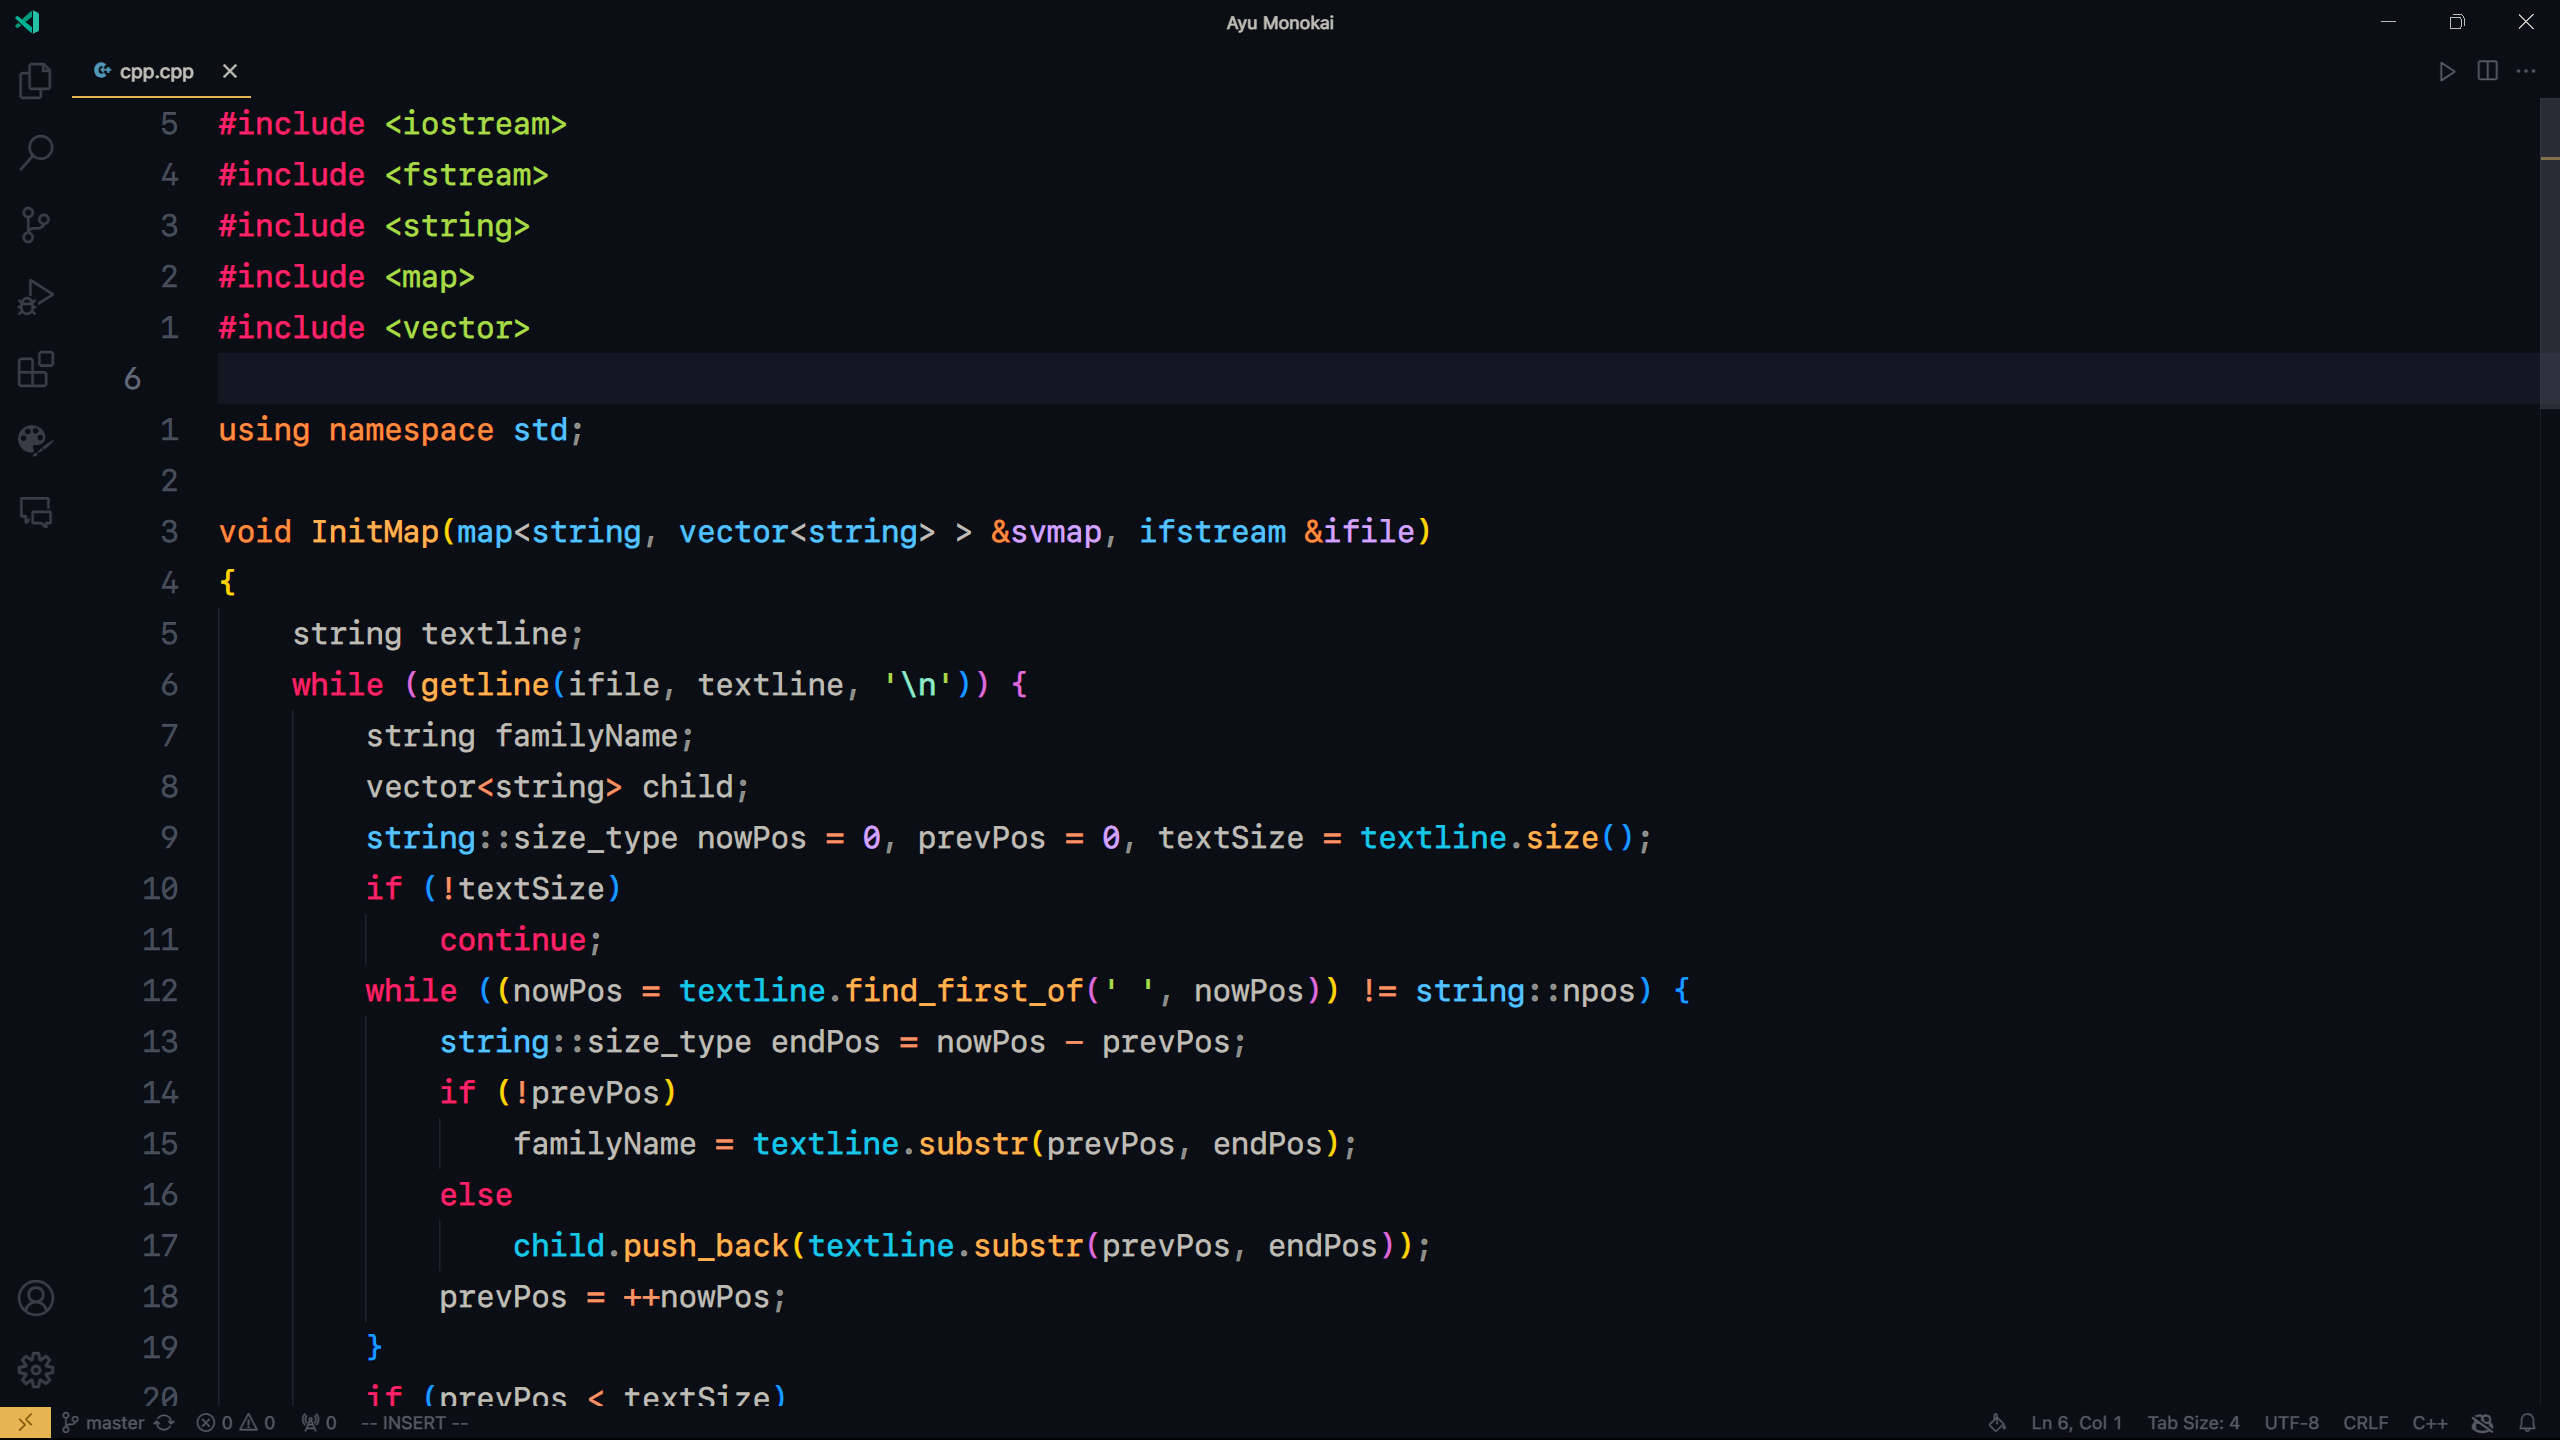 Ayu Monokai
cpp.cpp
5 #include <iostream>
4 #include <fstream>
3 #include <string>
2 #include <map>
1 #include <vector>
6
1 using namespace std;
2
3 void InitMap(map<string, vector<string> > &svmap, ifstream &ifile)
4 {
5     string textline;
6     while (getline(ifile, textline, '\n')) {
7         string familyName;
8         vector<string> child;
9         string::size_type nowPos = 0, prevPos = 0, textSize = textline.size();
10         if (!textSize)
11             continue;
12         while ((nowPos = textline.find_first_of(' ', nowPos)) != string::npos) {
13             string::size_type endPos = nowPos - prevPos;
14             if (!prevPos)
15                 familyName = textline.substr(prevPos, endPos);
16             else
17                 child.push_back(textline.substr(prevPos, endPos));
18             prevPos = ++nowPos;
19         }
20         if (prevPos < textSize)
master 0 0 0 -- INSERT -- Ln 6, Col 1 Tab Size: 4 UTF-8 CRLF C++